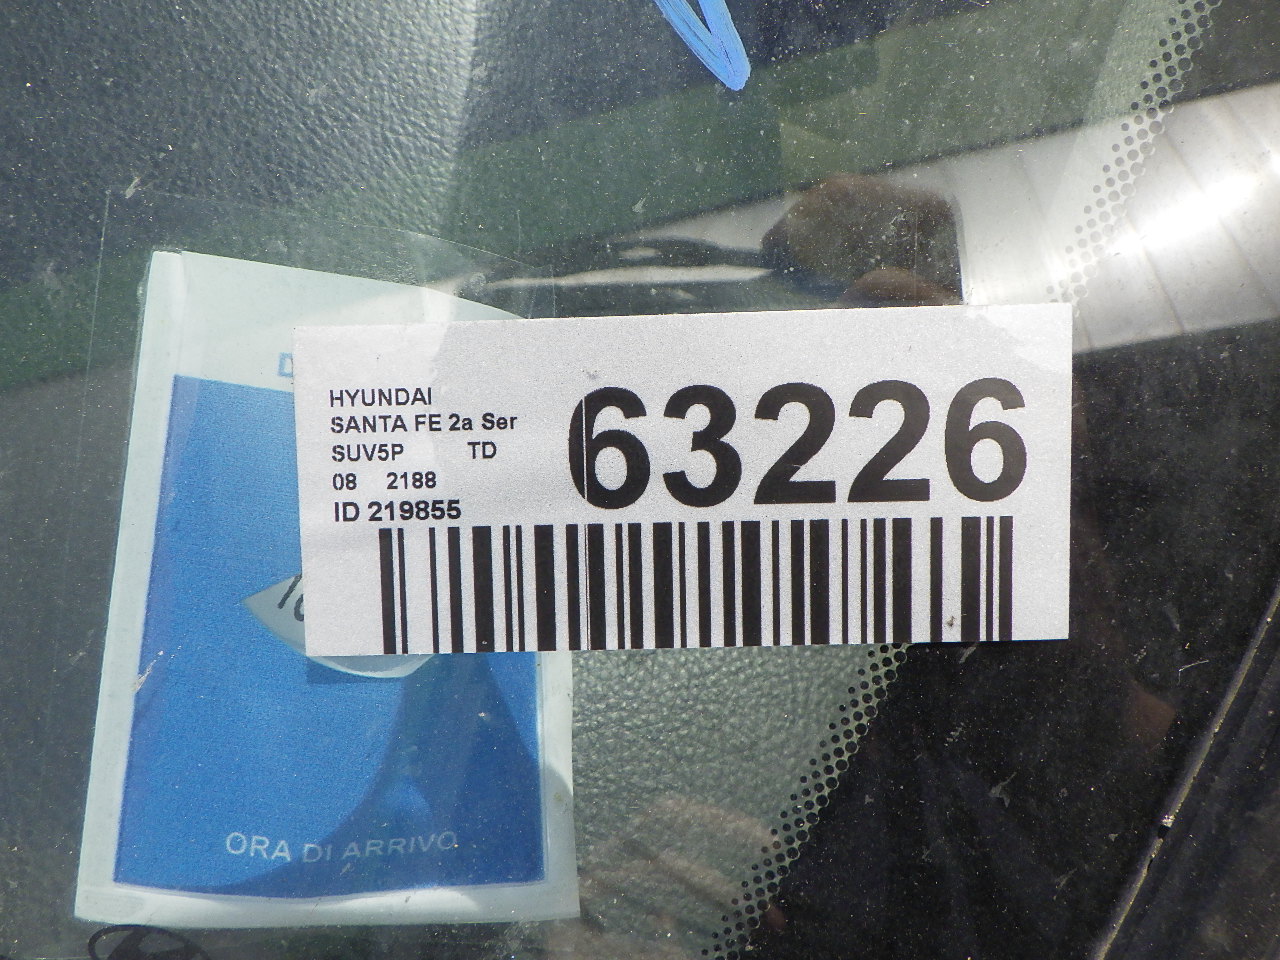 HYUNDAI
SANTA FE 2a Ser
SUV5P TD
08 2188
ID 219855
63226
ORA DI ARRIVO